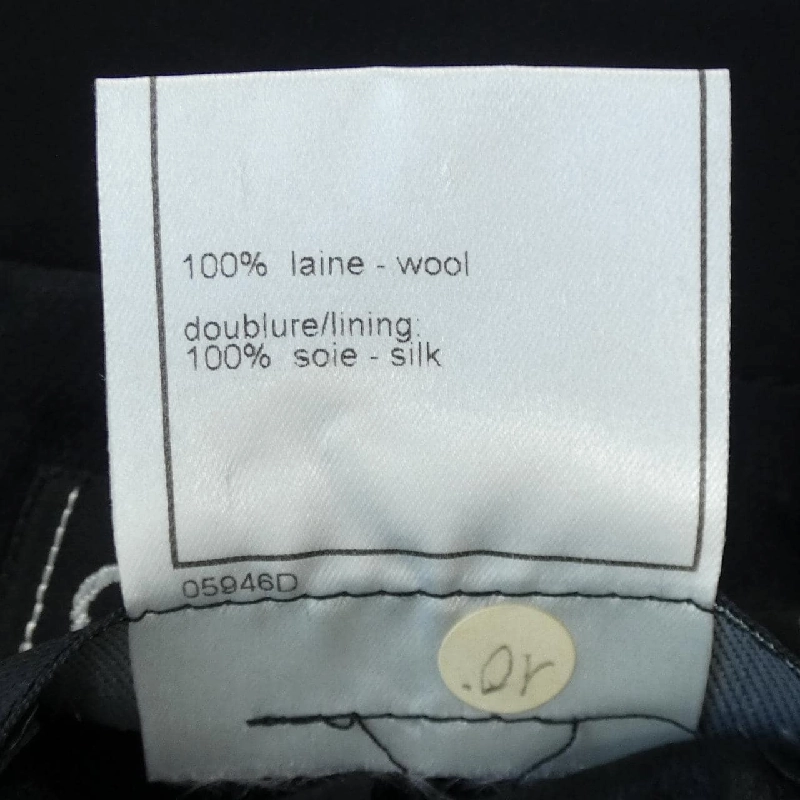 100% laine - wool
doublure/lining:
100% soie - silk
05946D